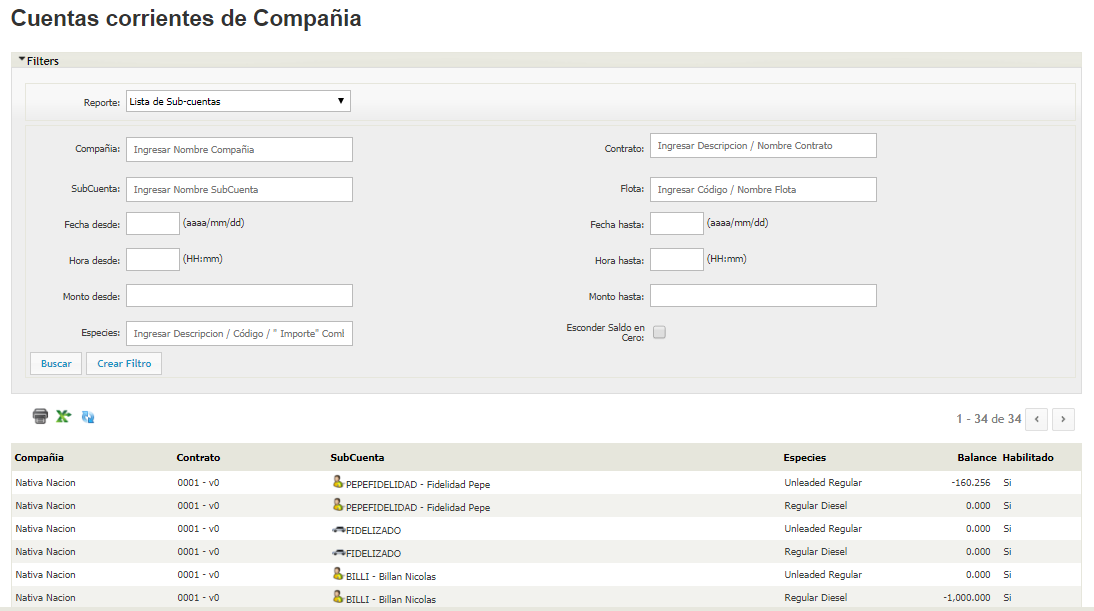 Cuentas corrientes de Compañia
Filters
Reporte: Lista de Sub-cuentas
Compañia: Ingresar Nombre Compañia Contrato: Ingresar Descripcion / Nombre Contrato
SubCuenta: Ingresar Nombre SubCuenta Flota: Ingresar Código / Nombre Flota
Fecha desde: (aaaa/mm/dd) Fecha hasta: (aaaa/mm/dd)
Hora desde: (HH:mm) Hora hasta: (HH:mm)
Monto desde: Monto hasta:
Especies: Ingresar Descripcion / Código / " Importe" Coml Esconder Saldo en
Cero:
Buscar Crear Filtro
1 - 34 de 34 ‹ ›
Compañia Contrato SubCuenta Especies Balance Habilitado
Nativa Nacion 0001 - v0 PEPEFIDELIDAD - Fidelidad Pepe Unleaded Regular -160.256 Si
Nativa Nacion 0001 - v0 PEPEFIDELIDAD - Fidelidad Pepe Regular Diesel 0.000 Si
Nativa Nacion 0001 - v0 FIDELIZADO Unleaded Regular 0.000 Si
Nativa Nacion 0001 - v0 FIDELIZADO Regular Diesel 0.000 Si
Nativa Nacion 0001 - v0 BILLI - Billan Nicolas Unleaded Regular 0.000 Si
Nativa Nacion 0001 - v0 BILLI - Billan Nicolas Regular Diesel -1,000.000 Si